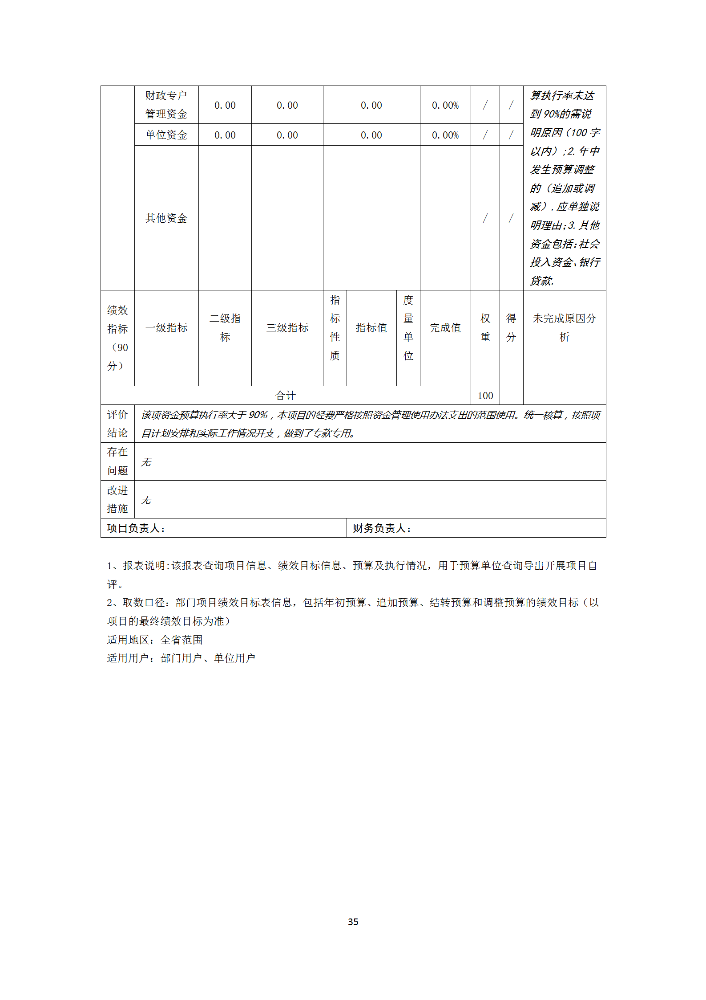 财政专户
管理资金
0.00
0.00
0.00
0.00%
/
/
单位资金
0.00
0.00
0.00
0.00%
/
/
其他资金
/
/
算执行率未达
到 90%的需说
明原因（100 字
以内）;2. 年中
发生预算调整
的（追加或调
减）,应单独说
明理由;3. 其他
资金包括:社会
投入资金、银行
贷款.
绩效
指标
（90
分）
一级指标
二级指
标
三级指标
指
标
性
质
指标值
度
量
单
位
完成值
权
重
得
分
未完成原因分
析
合计
100
评价
结论
该项资金预算执行率大于 90%，本项目的经费严格按照资金管理使用办法支出的范围使用。统一核算，按照项
目计划安排和实际工作情况开支，做到了专款专用。
存在
问题
无
改进
措施
无
项目负责人：
财务负责人：
1、报表说明:该报表查询项目信息、绩效目标信息、预算及执行情况，用于预算单位查询导出开展项目自
评。
2、取数口径：部门项目绩效目标表信息，包括年初预算、追加预算、结转预算和调整预算的绩效目标（以
项目的最终绩效目标为准）
适用地区：全省范围
适用用户：部门用户、单位用户
35